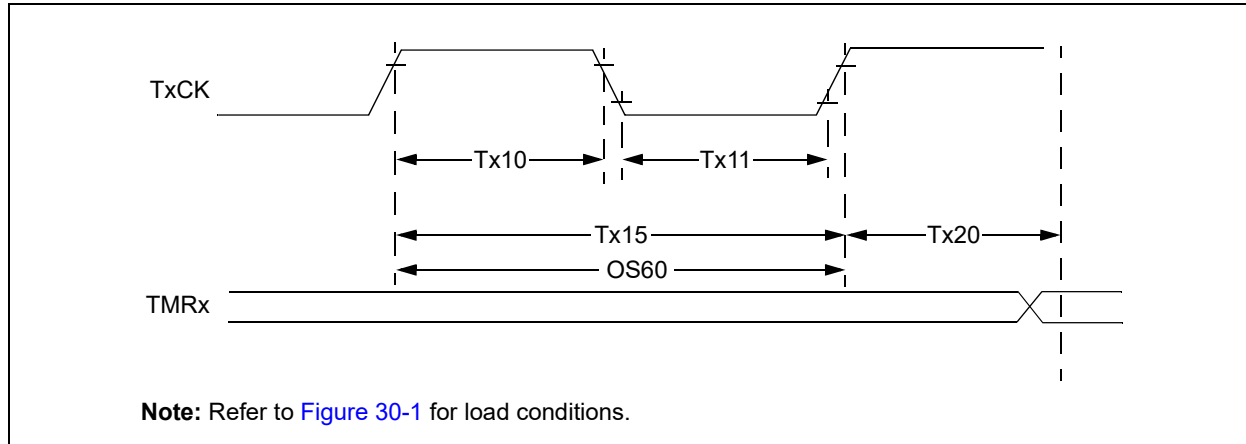 TxCK
Tx10
Tx11
Tx15
Tx20
OS60
TMRx
Note: Refer to Figure 30-1 for load conditions.